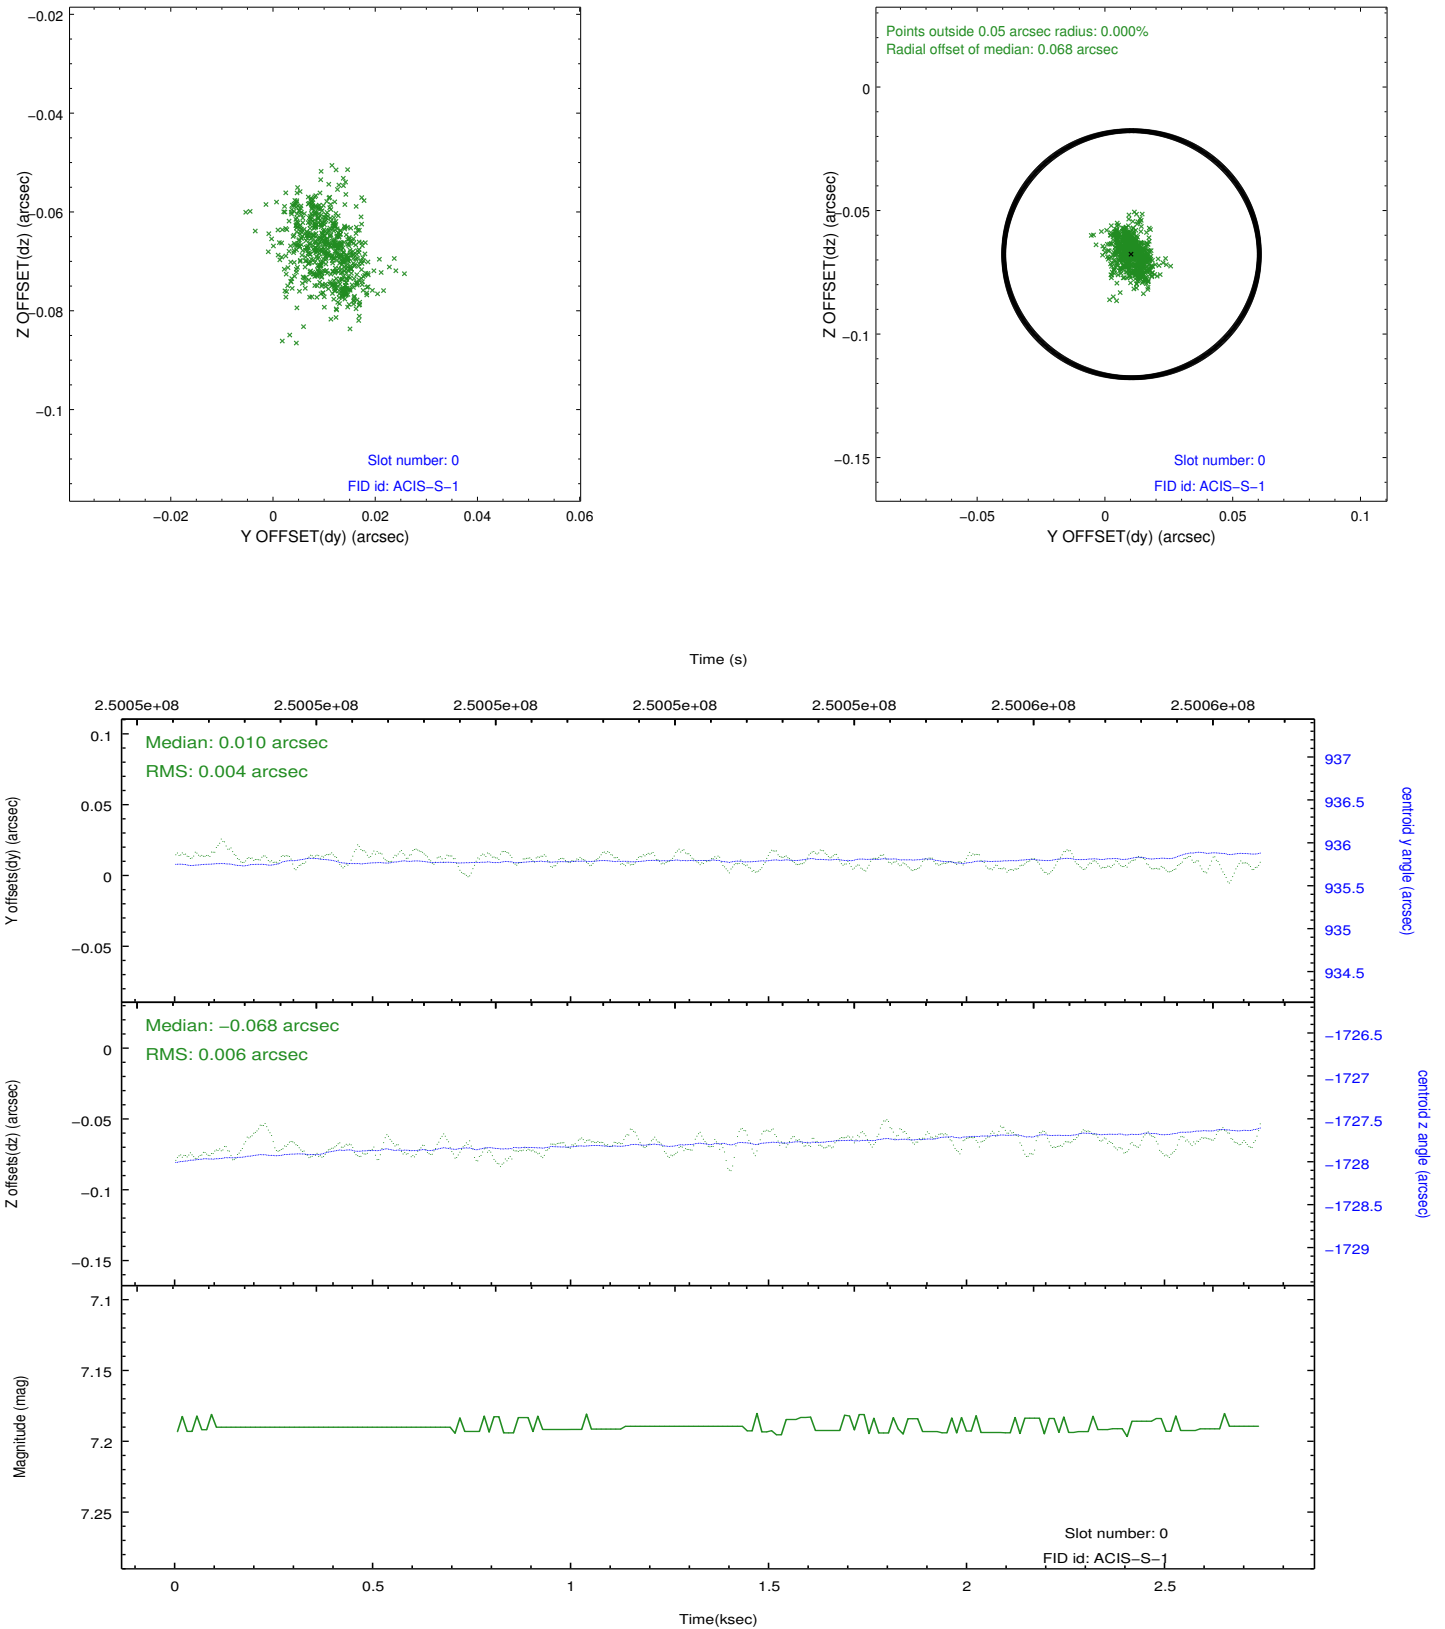 −0.02
−0.04
−0.06
−0.08
−0.1
Z OFFSET(dz) (arcsec)
Slot number: 0
FID id: ACIS−S−1
−0.02
0
0.02
0.04
0.06
Y OFFSET(dy) (arcsec)
Points outside 0.05 arcsec radius: 0.000%
Radial offset of median: 0.068 arcsec
0
−0.05
−0.1
−0.15
Z OFFSET(dz) (arcsec)
Slot number: 0
FID id: ACIS−S−1
−0.05
0
0.05
0.1
Y OFFSET(dy) (arcsec)
Time (s)
2.5005e+08
2.5005e+08
2.5005e+08
2.5005e+08
2.5005e+08
2.5006e+08
2.5006e+08
Median: 0.010 arcsec
RMS: 0.004 arcsec
0.1
0.05
0
−0.05
Y offsets(dy) (arcsec)
937
936.5
936
935.5
935
934.5
centroid y angle (arcsec)
Median: −0.068 arcsec
RMS: 0.006 arcsec
0
−0.05
−0.1
−0.15
Z offsets(dz) (arcsec)
−1726.5
−1727
−1727.5
−1728
−1728.5
−1729
centroid z angle (arcsec)
7.1
7.15
7.2
7.25
Magnitude (mag)
Slot number: 0
FID id: ACIS−S−1
0
0.5
1
1.5
2
2.5
Time(ksec)